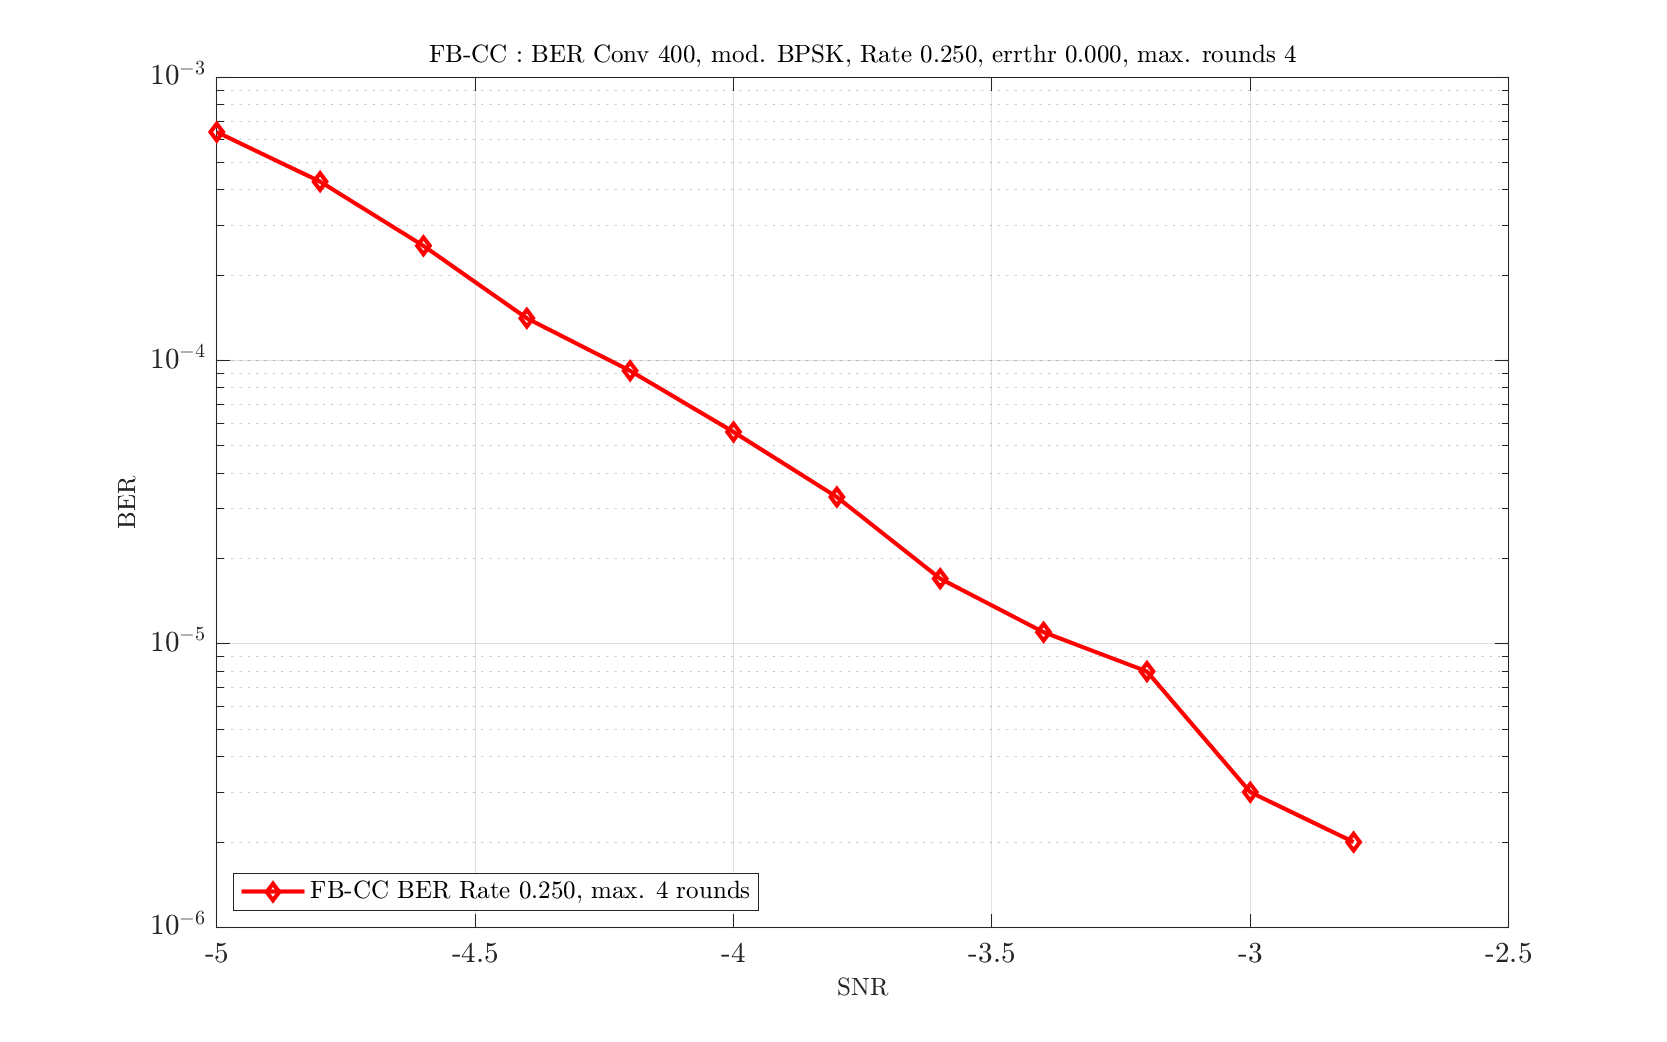 FB-CC : BER Conv 400, mod. BPSK, Rate 0.250, errthr 0.000, max. rounds 4
10⁻³
10⁻⁴
10⁻⁵
10⁻⁶
BER
FB-CC BER Rate 0.250, max. 4 rounds
-5 -4.5 -4 -3.5 -3 -2.5
SNR